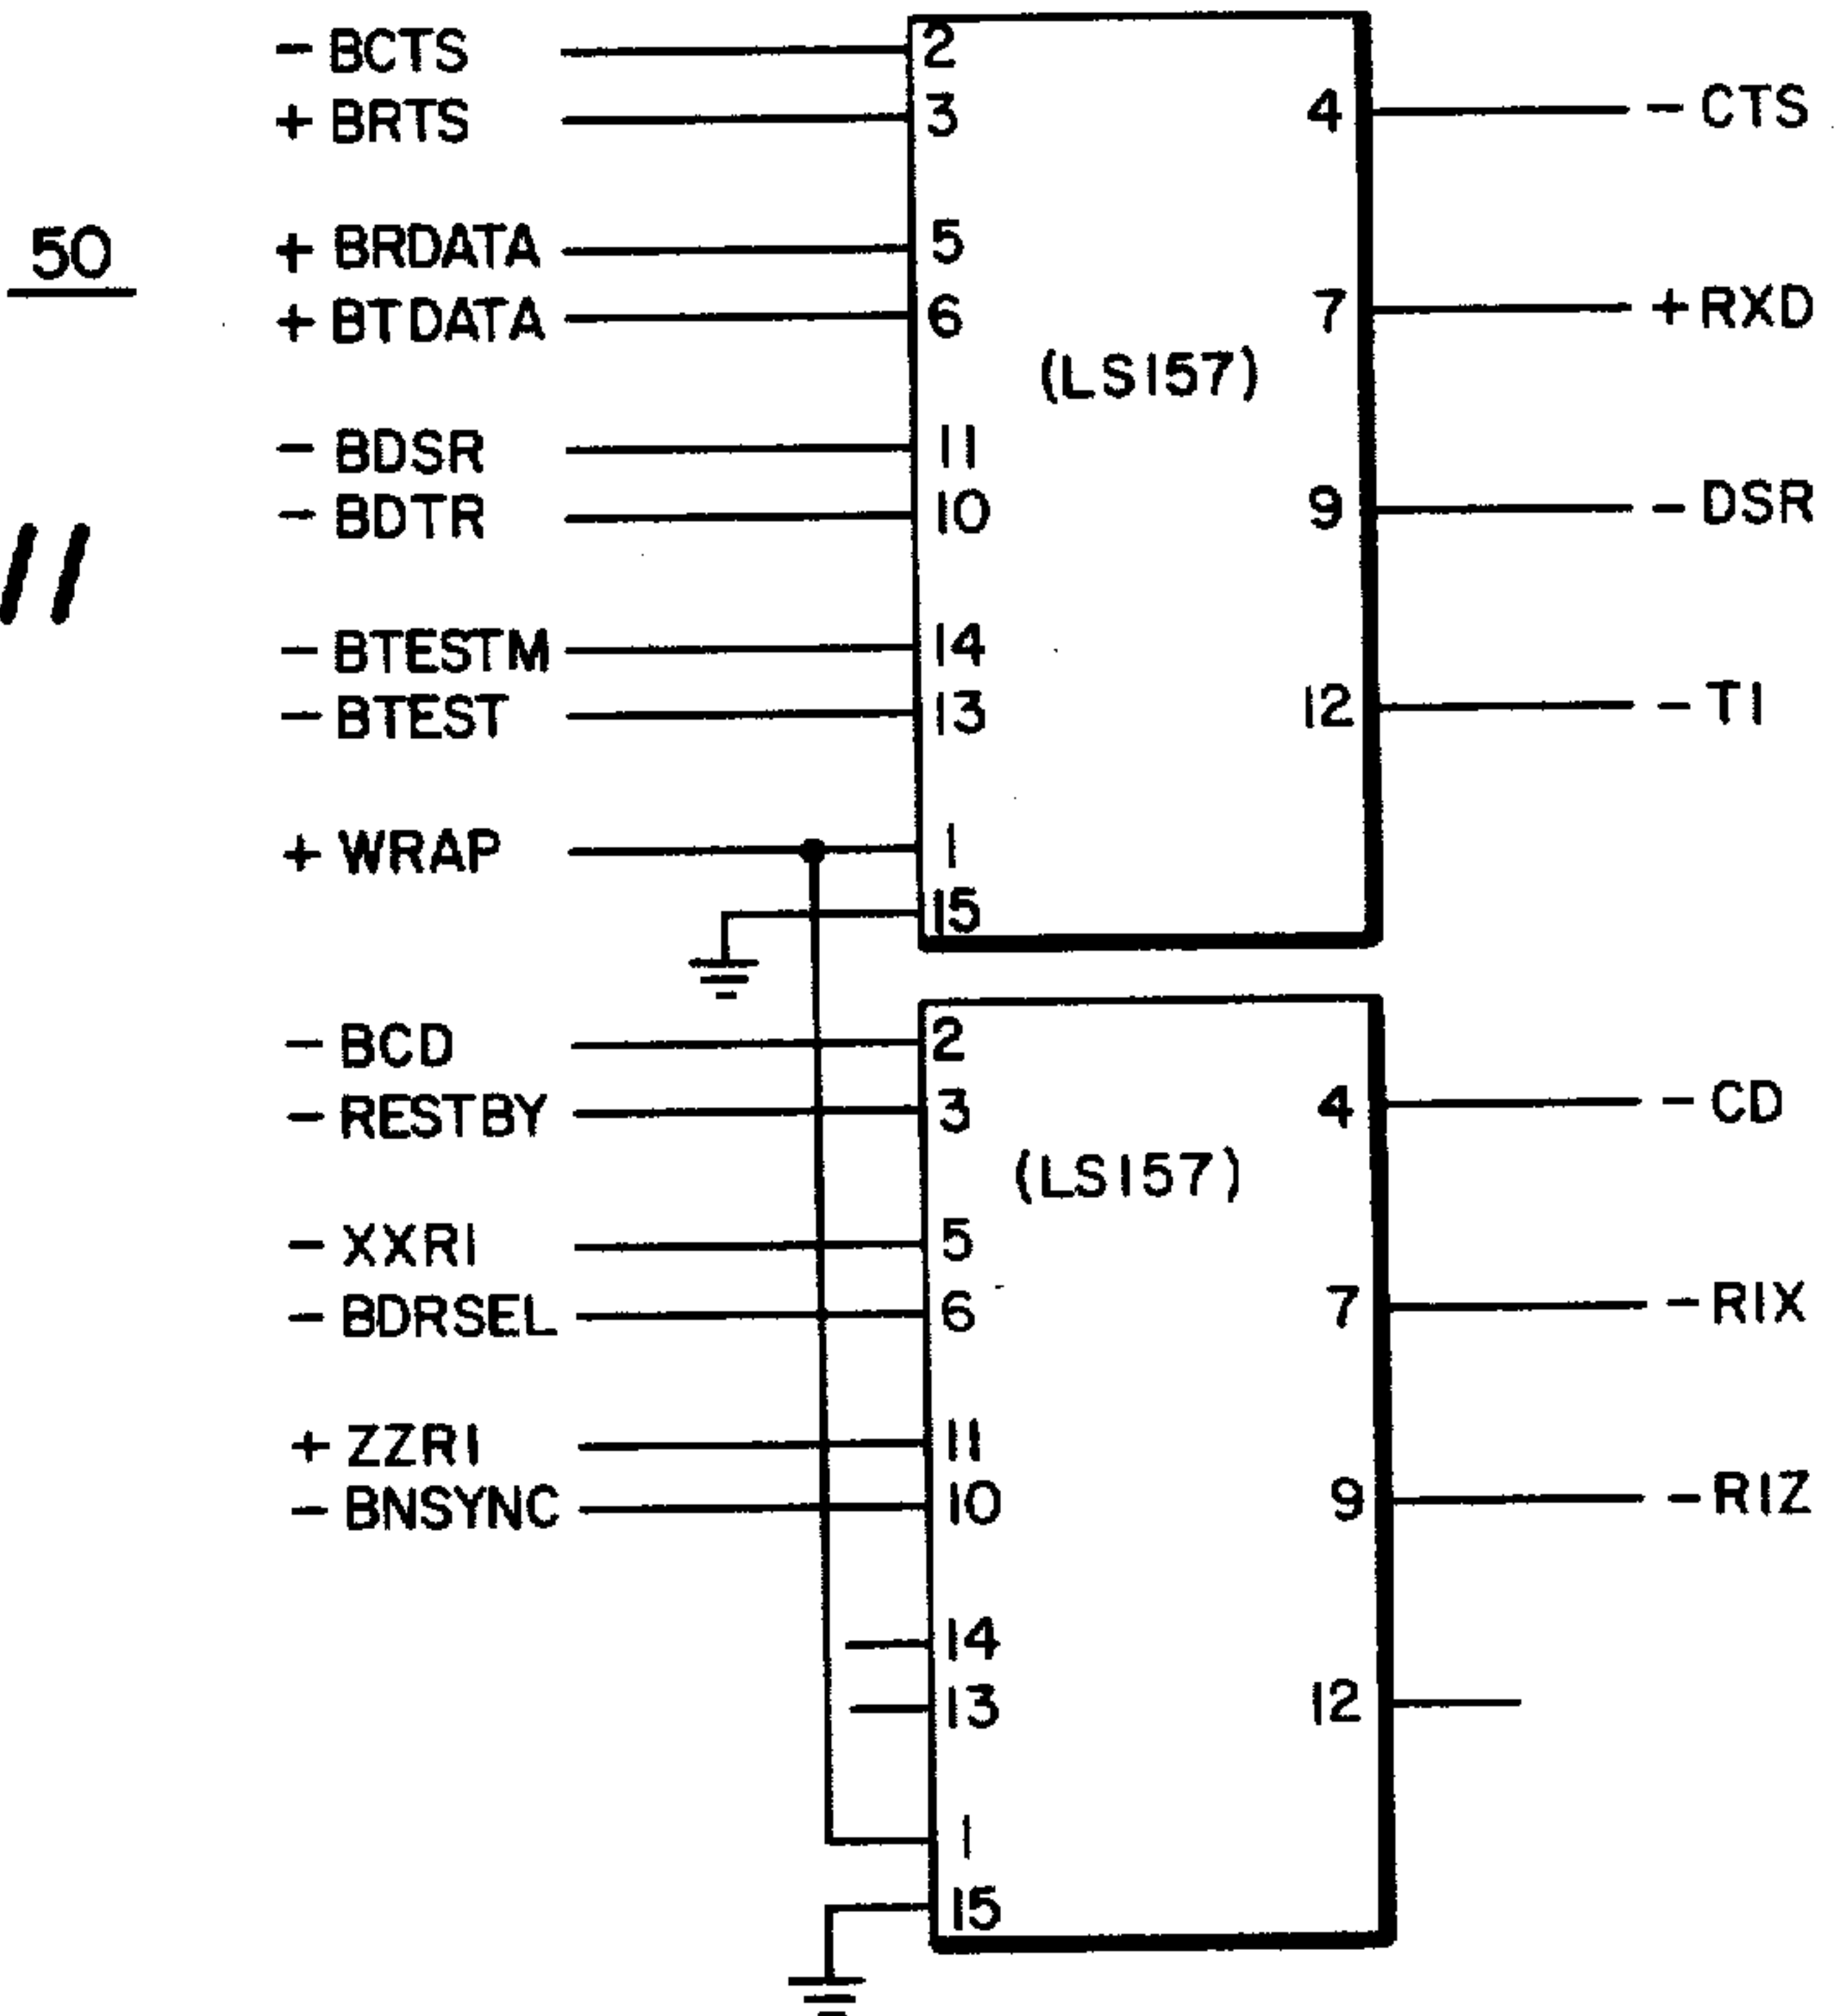 - BCTS 2
+ BRTS 3
4 - CTS
50
+ BRDATA 5
+ BTDATA 6
7 + RXD
(LS157)
- BDSR 11
- BDTR 10
9 - DSR
11
- BTESTM 14
- BTEST 13
12 - TI
+ WRAP 1
15
- BCD 2
- RESTBY 3
4 - CD
(LS157)
- XXRI 5
- BDRSEL 6
7 - RIX
+ ZZRI 11
- BNSYNC 10
9 - RIZ
14
13
12
1
15